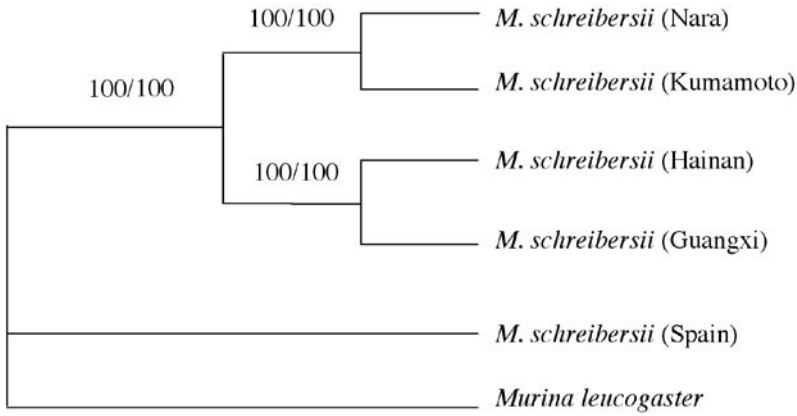 100/100
M. schreibersii (Nara)
100/100
M. schreibersii (Kumamoto)
100/100
M. schreibersii (Hainan)
M. schreibersii (Guangxi)
M. schreibersii (Spain)
Murina leucogaster